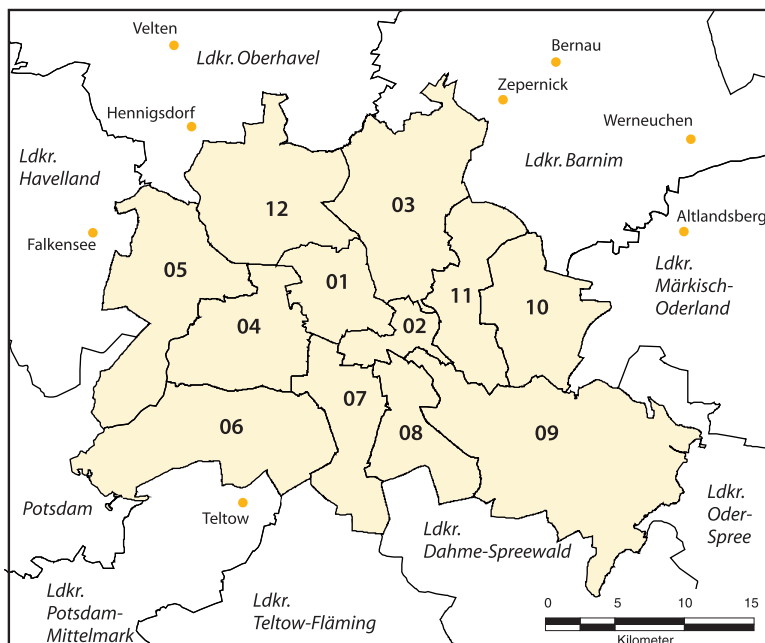 Velten
Ldkr. Oberhavel
Bernau
Zepernick
Hennigsdorf
Werneuchen
Ldkr.
Havelland
Ldkr. Barnim
12
03
Altlandsberg
Falkensee
05
Ldkr.
Märkisch-
Oderland
01
11
10
04
02
07
06
08
09
Potsdam
Teltow
Ldkr.
Dahme-Spreewald
Ldkr.
Oder-
Spree
Ldkr.
Potsdam-
Mittelmark
Ldkr.
Teltow-Fläming
0 5 10 15
Kilometer